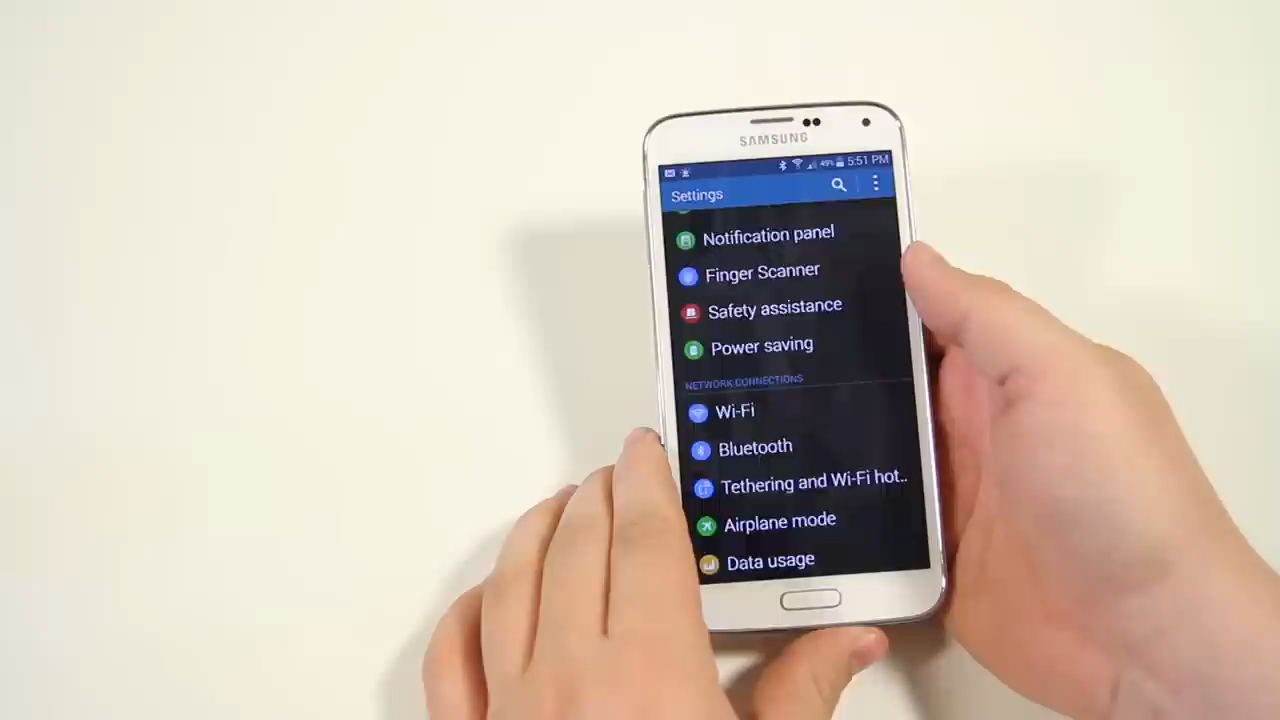 SAMSUNG
49% 5:51 PM
Settings
Notification panel
Finger Scanner
Safety assistance
Power saving
NETWORK CONNECTIONS
Wi-Fi
Bluetooth
Tethering and Wi-Fi hot..
Airplane mode
Data usage